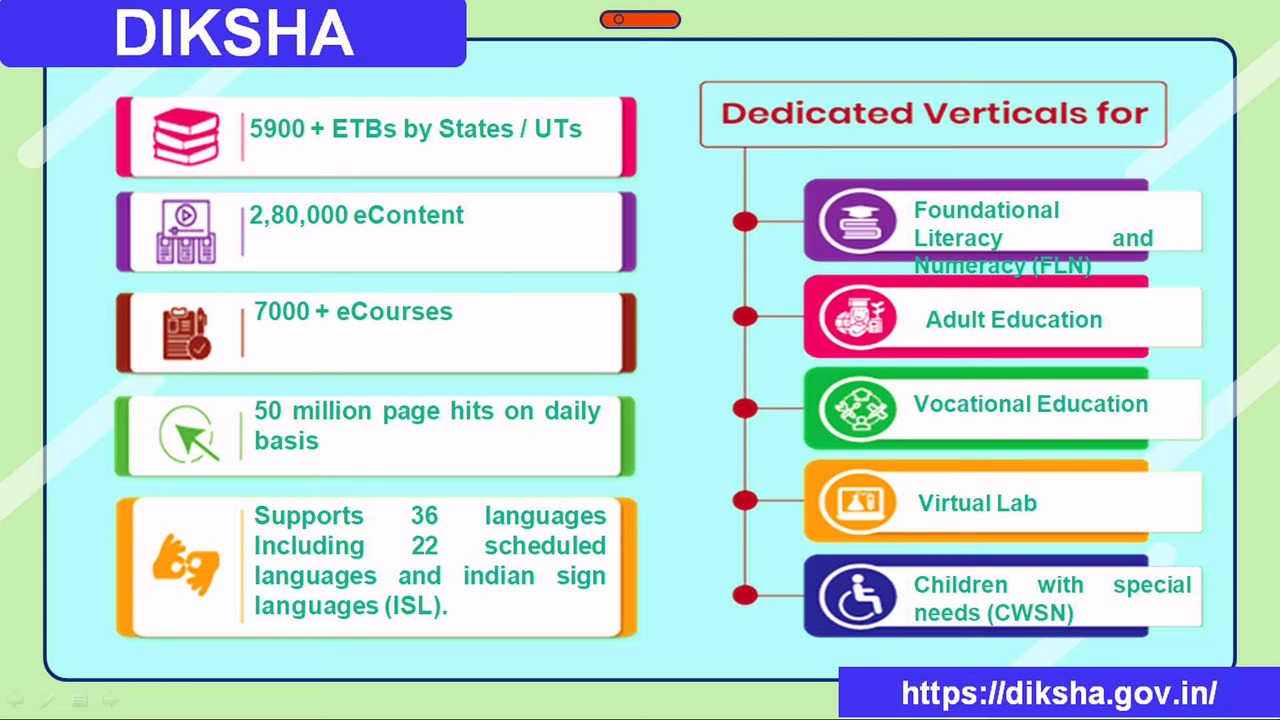 DIKSHA
5900 + ETBs by States / UTs
2,80,000 eContent
7000 + eCourses
50 million page hits on daily
basis
Supports 36 languages
Including 22 scheduled
languages and indian sign
languages (ISL).
Dedicated Verticals for
Foundational
Literacy and
Numeracy (FLN)
Adult Education
Vocational Education
Virtual Lab
Children with special
needs (CWSN)
https://diksha.gov.in/